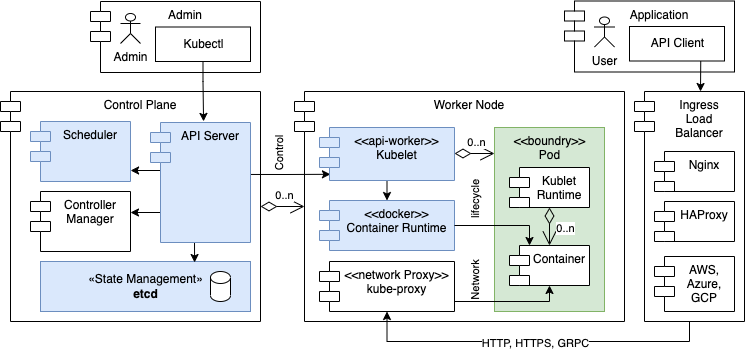 Admin
Kubectl
Admin
Application
API Client
User
Control Plane
Scheduler
API Server
Controller
Manager
«State Management»
etcd
Control
0..n
Worker Node
<<api-worker>>
Kubelet
0..n
<<docker>>
Container Runtime
lifecycle
<<network Proxy>>
kube-proxy
Network
<<boundry>>
Pod
Kublet
Runtime
0..n
Container
Ingress
Load
Balancer
Nginx
HAProxy
AWS,
Azure,
GCP
HTTP, HTTPS, GRPC